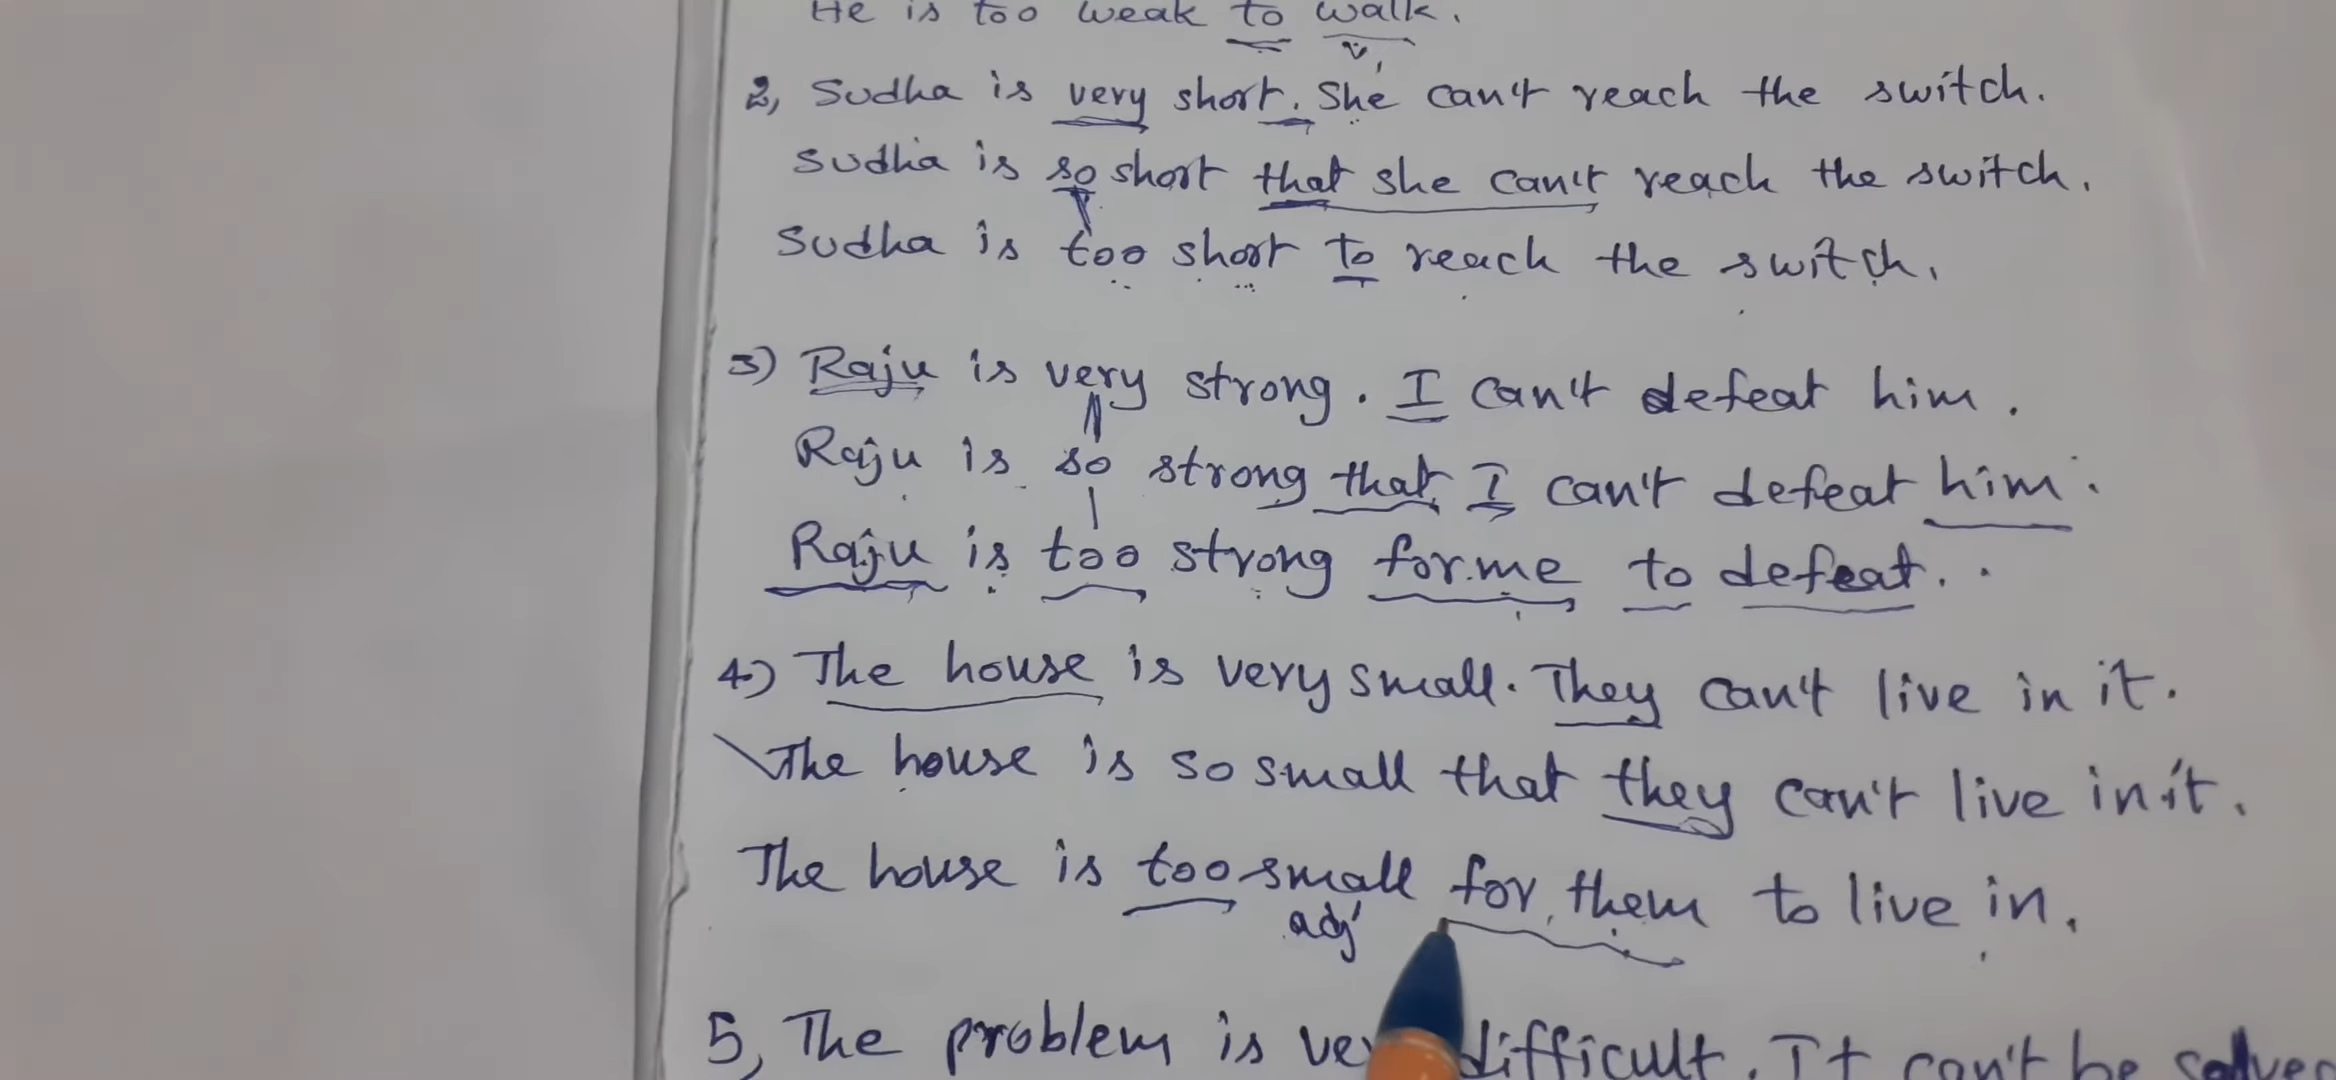 He is too weak to walk.
v,
2, Sudha is very short. She can't reach the switch.
Sudha is so short that she can't reach the switch.
Sudha is too short to reach the switch.
3) Raju is very strong. I can't defeat him.
Raju is so strong that I can't defeat him.
Raju is too strong for me to defeat.
4) The house is very small. They can't live in it.
The house is so small that they can't live in it.
The house is too small for them to live in.
adj
5, The problem is difficult. It can't be